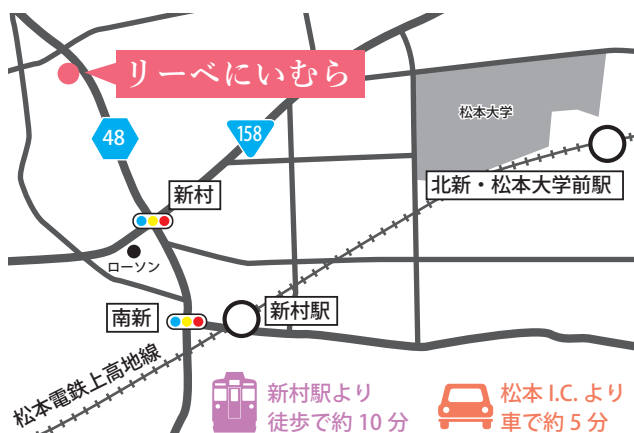 リーベにいむら
48
158
松本大学
北新・松本大学前駅
新村
ローソン
新村駅
南新
松本電鉄上高地線
新村駅より
徒歩で約 10 分
松本 I.C. より
車で約 5 分